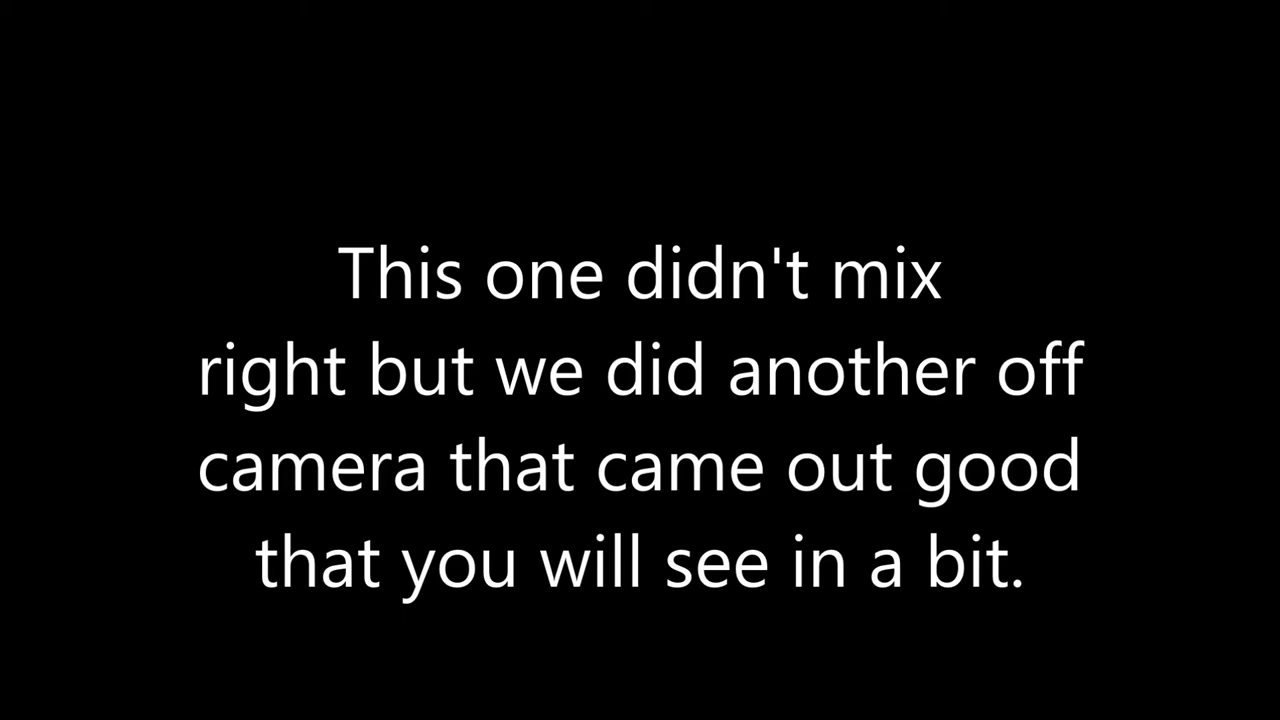 This one didn't mix
right but we did another off
camera that came out good
that you will see in a bit.